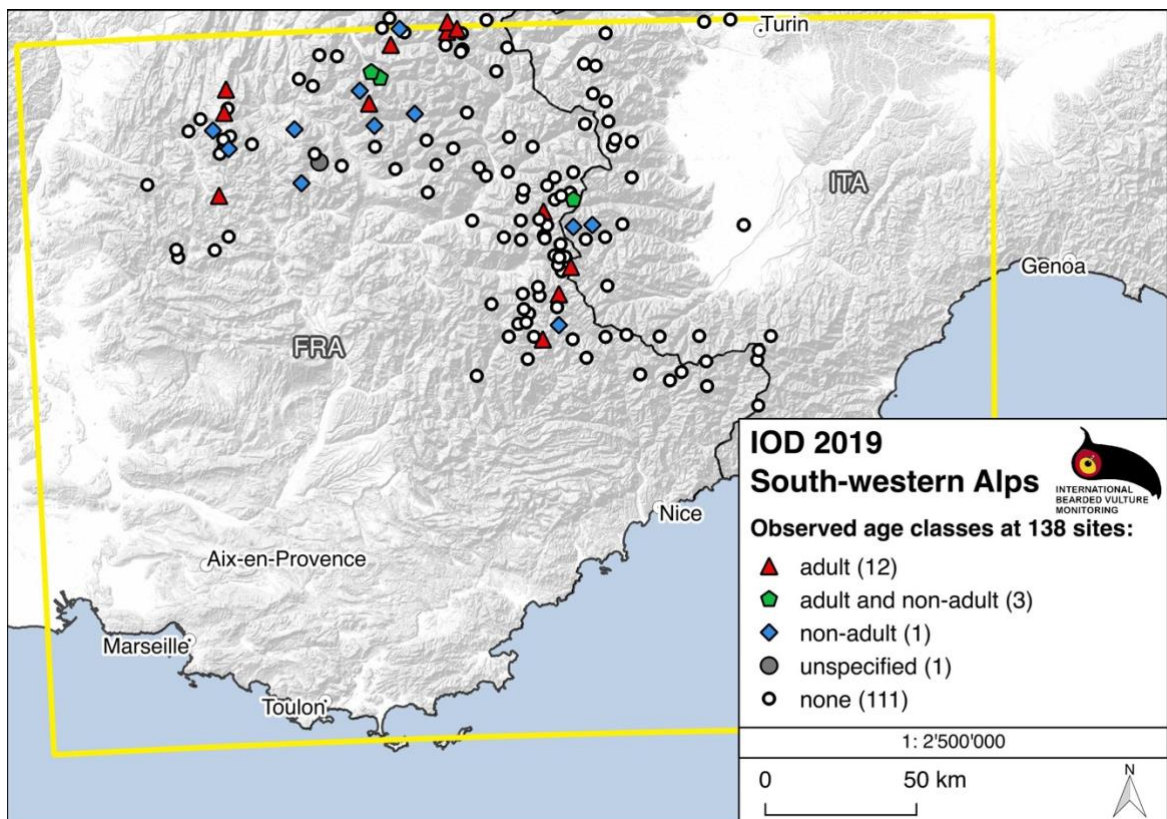 Turin
ITA
Genoa
FRA
Nice
Aix-en-Provence
Marseille
Toulon
IOD 2019
South-western Alps
INTERNATIONAL
BEARDED VULTURE
MONITORING
Observed age classes at 138 sites:
adult (12)
adult and non-adult (3)
non-adult (1)
unspecified (1)
none (111)
1: 2'500'000
0 50 km
N